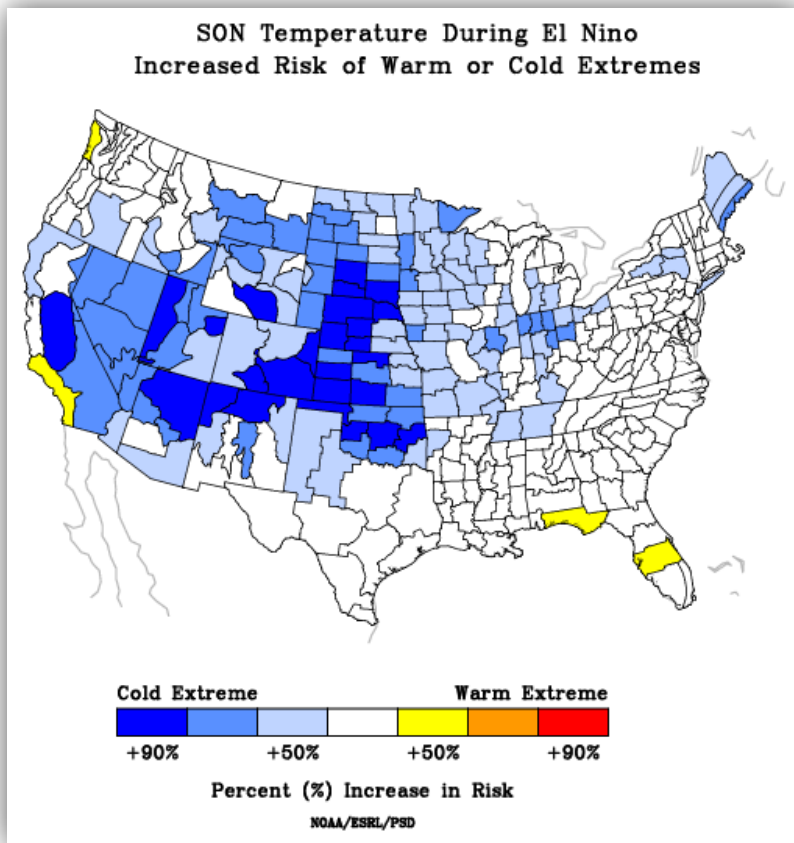 SON Temperature During El Nino
Increased Risk of Warm or Cold Extremes
Cold Extreme Warm Extreme
+90% +50% +50% +90%
Percent (%) Increase in Risk
NOAA/ESRL/PSD